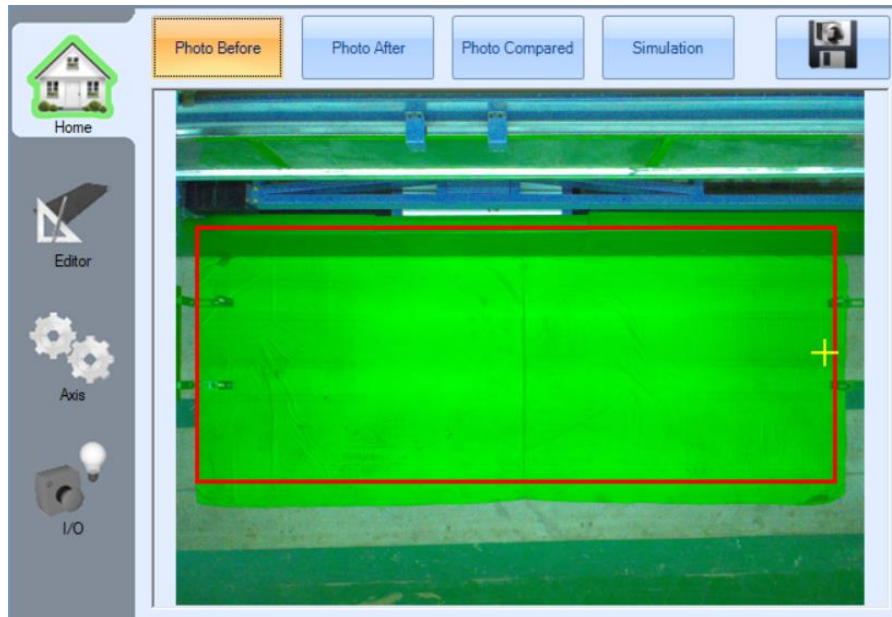 Photo Before
Photo After
Photo Compared
Simulation
Home
Editor
Axis
I/O